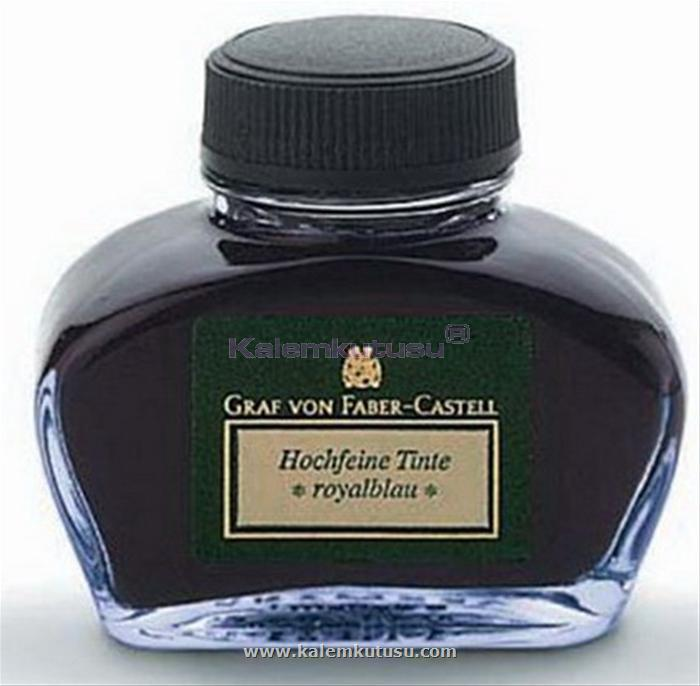 Kalemkutusu®
GRAF VON FABER-CASTELL
Hochfeine Tinte
* royalblau *
www.kalemkutusu.com